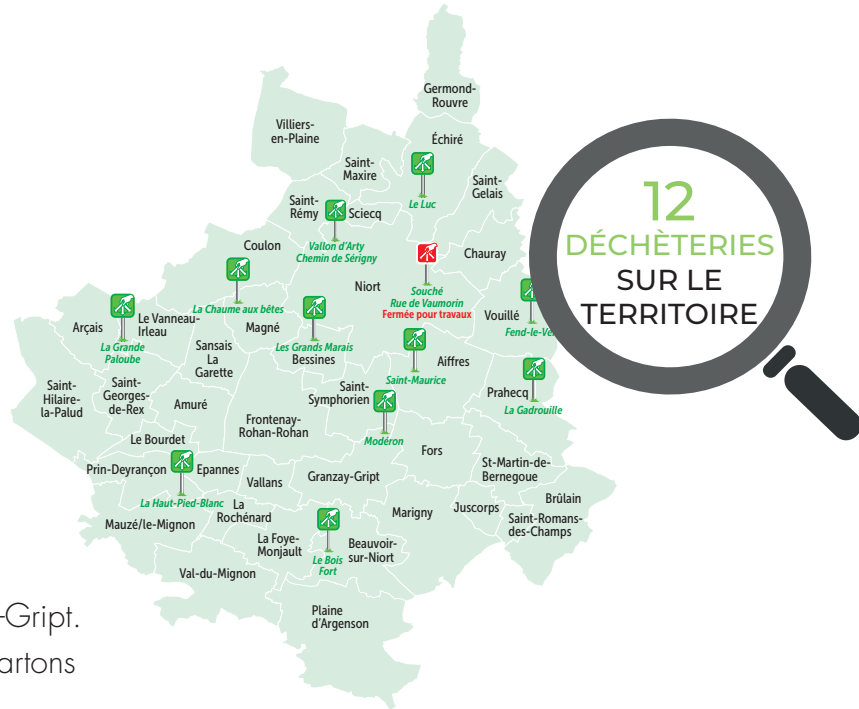 Germond-
Rouvre
Villiers-
en-Plaine
Échiré
Saint-
Maxire
Saint-
Gelais
Le Luc
Saint-
Rémy
Sciecq
Vallon d'Arty
Chemin de Sérigny
Coulon
Chauray
Niort
Souché
Rue de Vaumorin
Fermée pour travaux
La Chaume aux bêtes
Vouillé
Fend-le-Ve
Arçais
Le Vanneau-
Irleau
Magné
La Grande
Paloube
Les Grands Marais
Bessines
Sansais
La
Garette
Aiffres
Saint-Maurice
Saint-
Hilaire-
la-Palud
Saint-
Georges-
de-Rex
Amuré
Saint-
Symphorien
Prahecq
La Gadrouille
Frontenay-
Rohan-Rohan
Modéron
Le Bourdet
Fors
Prin-Deyrançon
Epannes
Vallans
Granzay-Gript
St-Martin-de-
Bernegoue
La Haut-Pied-Blanc
La
Rochénard
Brûlain
Mauzé/le-Mignon
Marigny
Juscorps
Saint-Romans-
des-Champs
La Foye-
Monjault
Le Bois
Fort
Beauvoir-
sur-Niort
Val-du-Mignon
Plaine
d'Argenson
12
DÉCHÈTERIES
SUR LE
TERRITOIRE
-Gript.
artons